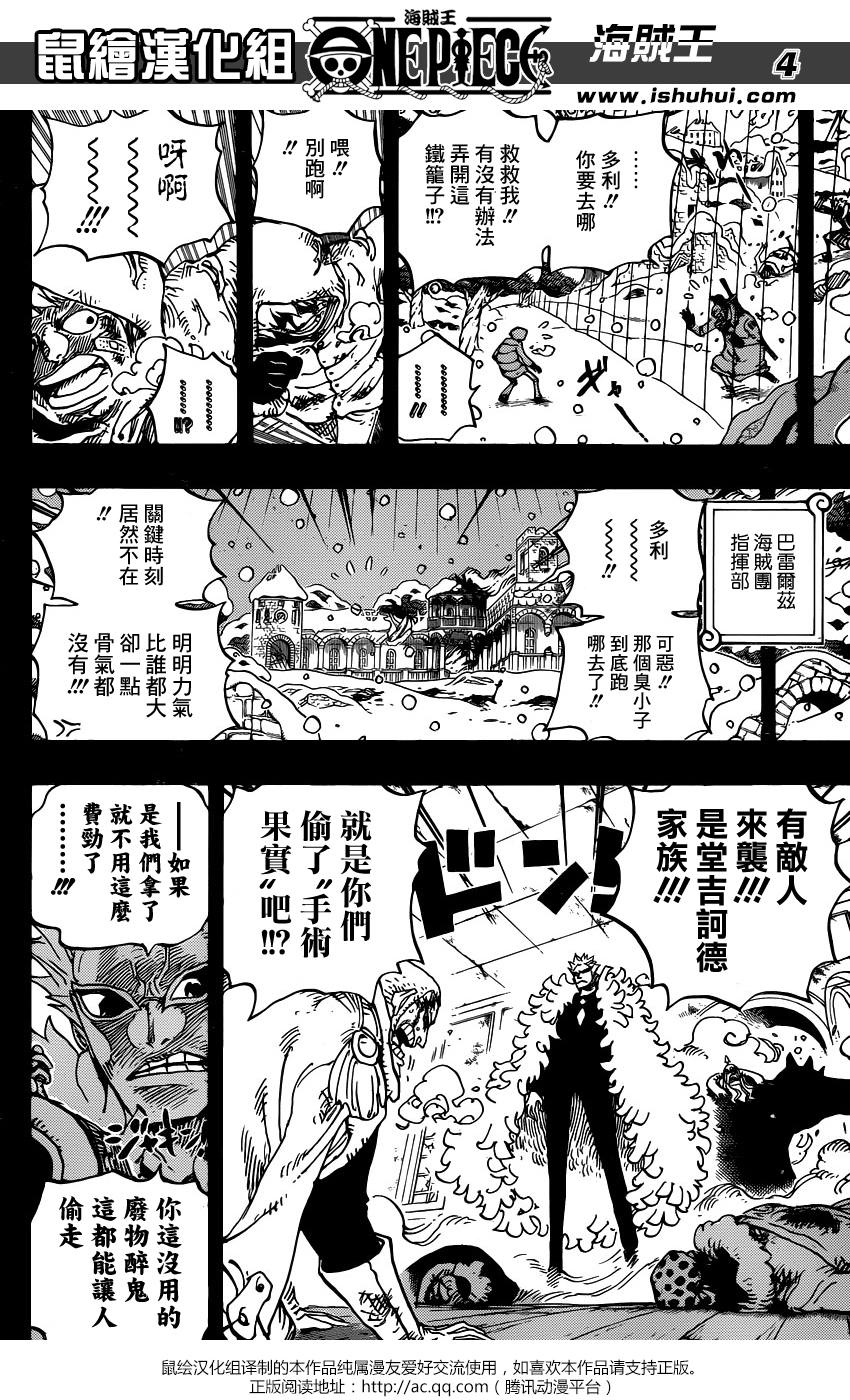 鼠繪漢化組
海賊王
ONE PIECE
海賊王
4
www.ishuhui.com
……
多利!!
你要去哪
救救我!!
有沒有辦法
弄開這
鐵籠子!!?
………!!
喂!!
別跑啊
!!
呀啊
~~~~
~~~~!!!
………!!?
巴雷爾茲
海賊團
指揮部
多利
~~~~!!
可惡!!
那個臭小子
到底跑
哪去了!!
關鍵時刻
居然不在
!!
明明力氣
比誰都大
卻一點
骨氣都
沒有!!!
有敵人
來襲!!!
是堂吉訶德
家族!!!
ドン
就是你們
偷了〝手術
果實〞吧!!?
——如果
是我們拿了
就不用這麼
費勁了
………!!!
ジャキ
你這沒用的
廢物醉鬼
這都能讓人
偷走
鼠绘汉化组译制的本作品纯属漫友爱好交流使用，如喜欢本作品请支持正版。
正版阅读地址：http://ac.qq.com（腾讯动漫平台）